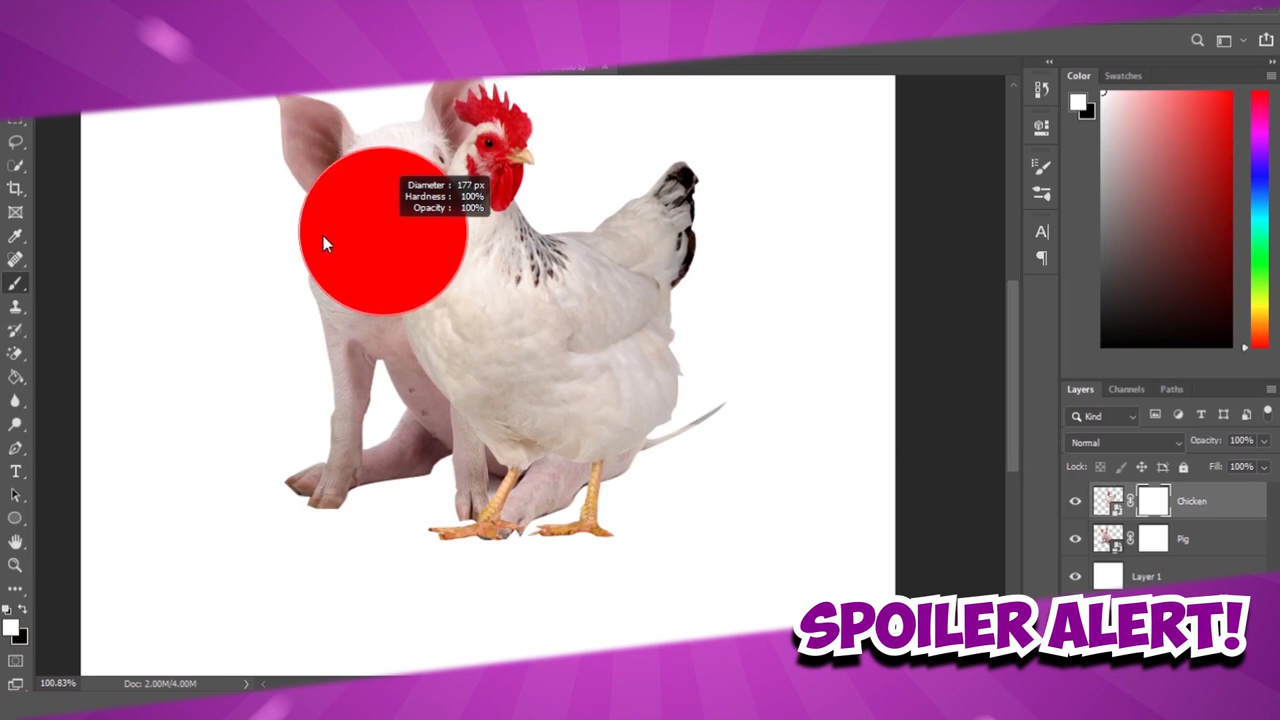 Color
Swatches
Diameter : 177 px
Hardness : 100%
Opacity : 100%
Layers
Channels
Paths
Kind
Normal
Opacity: 100%
Lock:
Fill: 100%
Chicken
Pig
Layer 1
SPOILER ALERT!
100.83%
Doc: 2.00M/4.00M